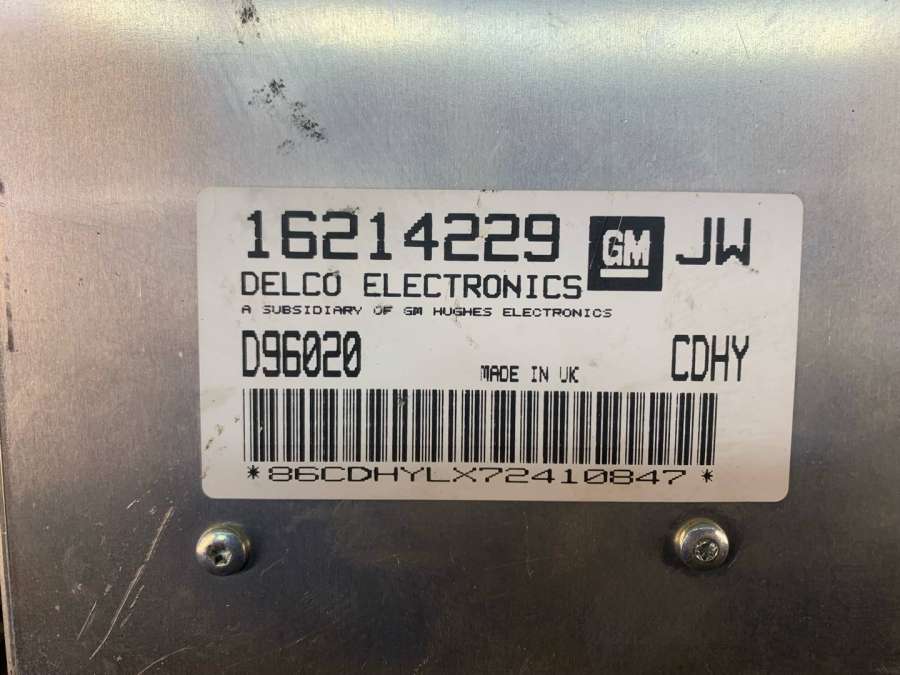 16214229 GM JW
DELCO ELECTRONICS
A SUBSIDIARY OF GM HUGHES ELECTRONICS
D96020 MADE IN UK CDHY
*86CDHYLX72410847*